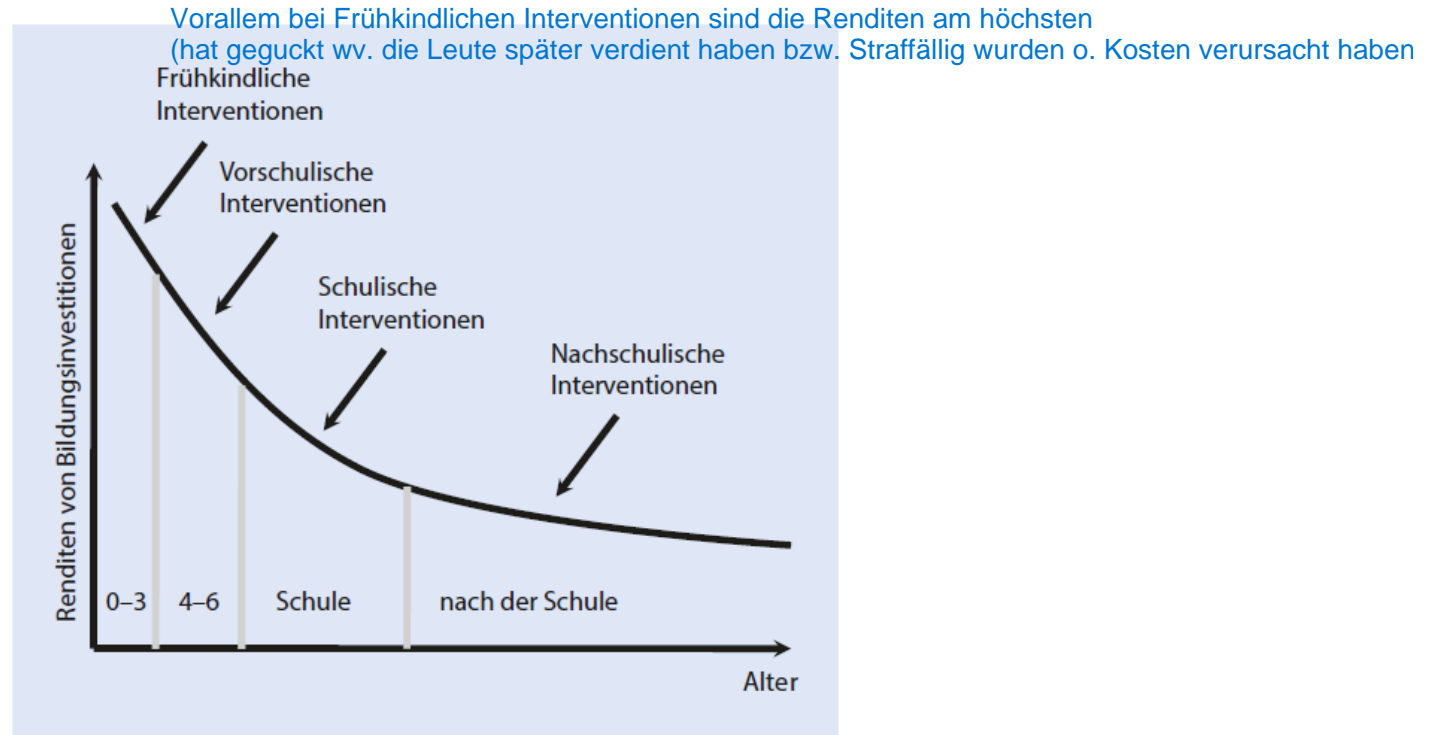 Vorallem bei Frühkindlichen Interventionen sind die Renditen am höchsten
(hat geguckt wv. die Leute später verdient haben bzw. Straffällig wurden o. Kosten verursacht haben
Frühkindliche
Interventionen
Vorschulische
Interventionen
Schulische
Interventionen
Nachschulische
Interventionen
Renditen von Bildungsinvestitionen
0–3 4–6 Schule nach der Schule
Alter